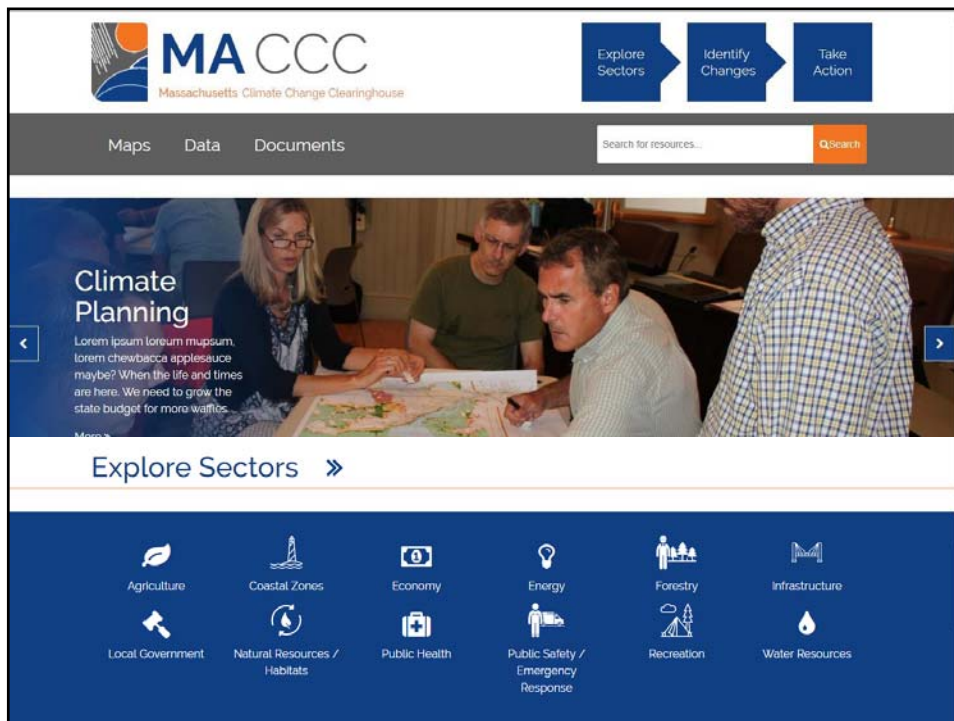 MA CCC
Massachusetts Climate Change Clearinghouse
Explore
Sectors
Identify
Changes
Take
Action
Maps Data Documents
Search for resources...
Search
Climate
Planning
Lorem ipsum loreum mupsum,
lorem chewbacca applesauce
maybe? When the life and times
are here. We need to grow the
state budget for more waffles...
More »
Explore Sectors »
Agriculture
Coastal Zones
Economy
Energy
Forestry
Infrastructure
Local Government
Natural Resources /
Habitats
Public Health
Public Safety /
Emergency
Response
Recreation
Water Resources